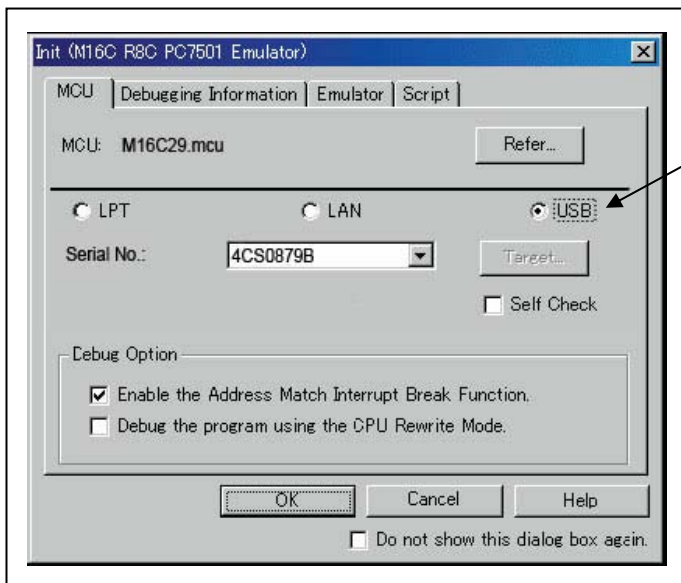 Init (M16C R8C PC7501 Emulator)
MCU Debugging Information Emulator Script
MCU: M16C29.mcu Refer...
LPT LAN USB
Serial No.: 4CS0879B Target...
Self Check
Debug Option
Enable the Address Match Interrupt Break Function.
Debug the program using the CPU Rewrite Mode.
OK Cancel Help
Do not show this dialog box again.